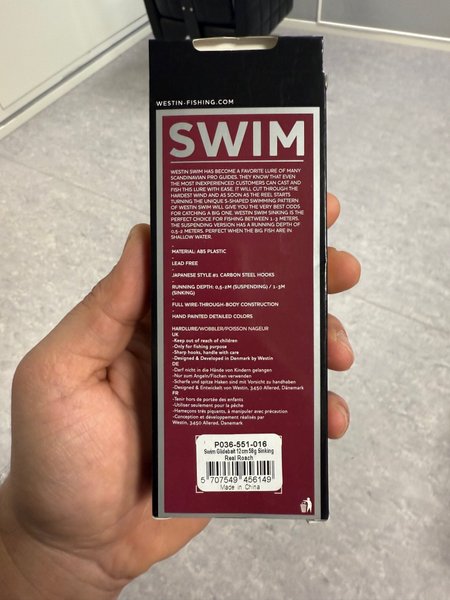 WESTIN-FISHING.COM
SWIM
WESTIN SWIM HAS BECOME A FAVORITE LURE OF MANY
SCANDINAVIAN PRO GUIDES. THEY KNOW THAT EVEN
THE MOST INEXPERIENCED CUSTOMERS CAN CAST AND
FISH THIS LURE WITH EASE. IT WILL CUT THROUGH THE
HARDEST WIND AND AS SOON AS THE REEL STARTS
TURNING THE UNIQUE S-SHAPED SWIMMING PATTERN
OF WESTIN SWIM WILL GIVE YOU THE VERY BEST ODDS
FOR CATCHING A BIG ONE. WESTIN SWIM SINKING IS THE
PERFECT CHOICE FOR FISHING BETWEEN 1-3 METERS.
THE SUSPENDING VERSION HAS A RUNNING DEPTH OF
0.5-2 METERS. PERFECT WHEN THE BIG FISH ARE IN
SHALLOW WATER.
-
MATERIAL: ABS PLASTIC
-
LEAD FREE
-
JAPANESE STYLE #1 CARBON STEEL HOOKS
-
RUNNING DEPTH: 0,5-2M (SUSPENDING) / 1-3M
(SINKING)
-
FULL WIRE-THROUGH-BODY CONSTRUCTION
-
HAND PAINTED DETAILED COLORS
-
HARDLURE/WOBBLER/POISSON NAGEUR
UK
-Keep out of reach of children
-Only for fishing purpose
-Sharp hooks, handle with care
-Designed & Developed in Denmark by Westin
DE
-Darf nicht in die Hände von Kindern gelangen
-Nur zum Angeln/Fischen verwenden
-Scharfe und spitze Haken sind mit Vorsicht zu handhaben
-Designed & Entwickelt von Westin, 3450 Allerød, Dänemark
FR
-Tenir hors de portée des enfants
-Utiliser seulement pour la pêche
-Hameçons très piquants, à manipuler avec précaution
-Conception et développement réalisés par
Westin, 3450 Allerød, Danemark
P036-551-016
Swim Glidebait 12cm 58g Sinking
Real Roach
5 707549 456149
Made in China